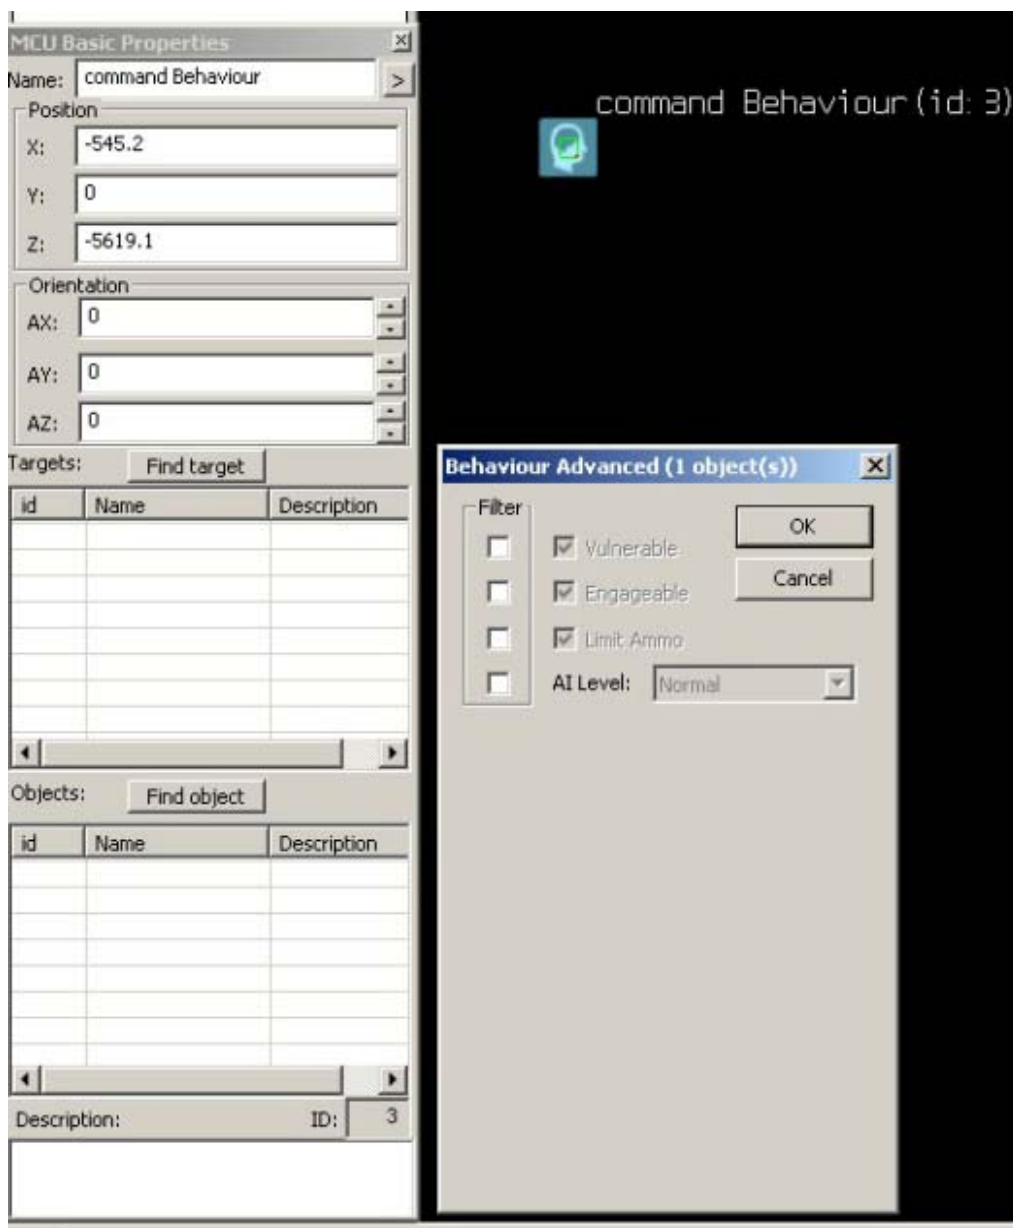 MCU Basic Properties
Name: command Behaviour >
Position
X: -545.2
Y: 0
Z: -5619.1
Orientation
AX: 0
AY: 0
AZ: 0
Targets: Find target
id Name Description
Objects: Find object
id Name Description
Description: ID: 3
command Behaviour(id: 3)
Behaviour Advanced (1 object(s))
Filter
Vulnerable
Engageable
Limit Ammo
AI Level: Normal
OK
Cancel